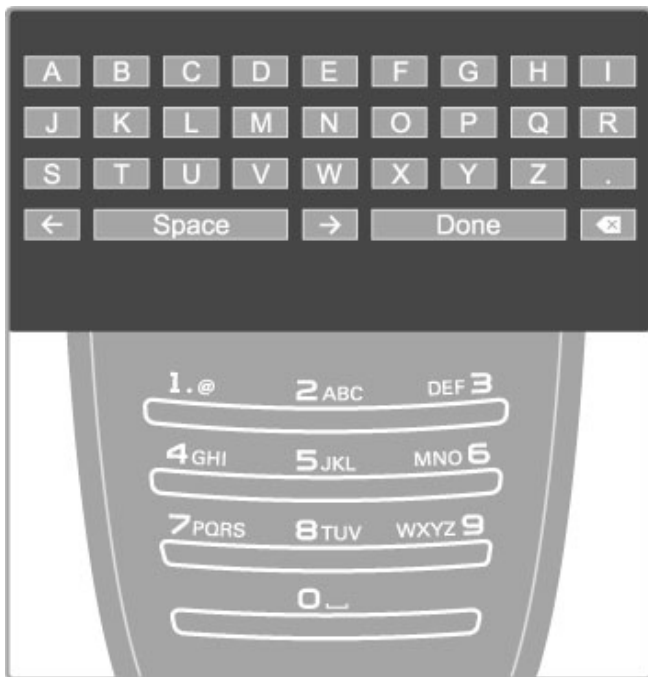 A B C D E F G H I
J K L M N O P Q R
S T U V W X Y Z .
← Space → Done
1.@ 2ABC DEF3
4GHI 5JKL MNO6
7PQRS 8TUV WXYZ9
0⎵